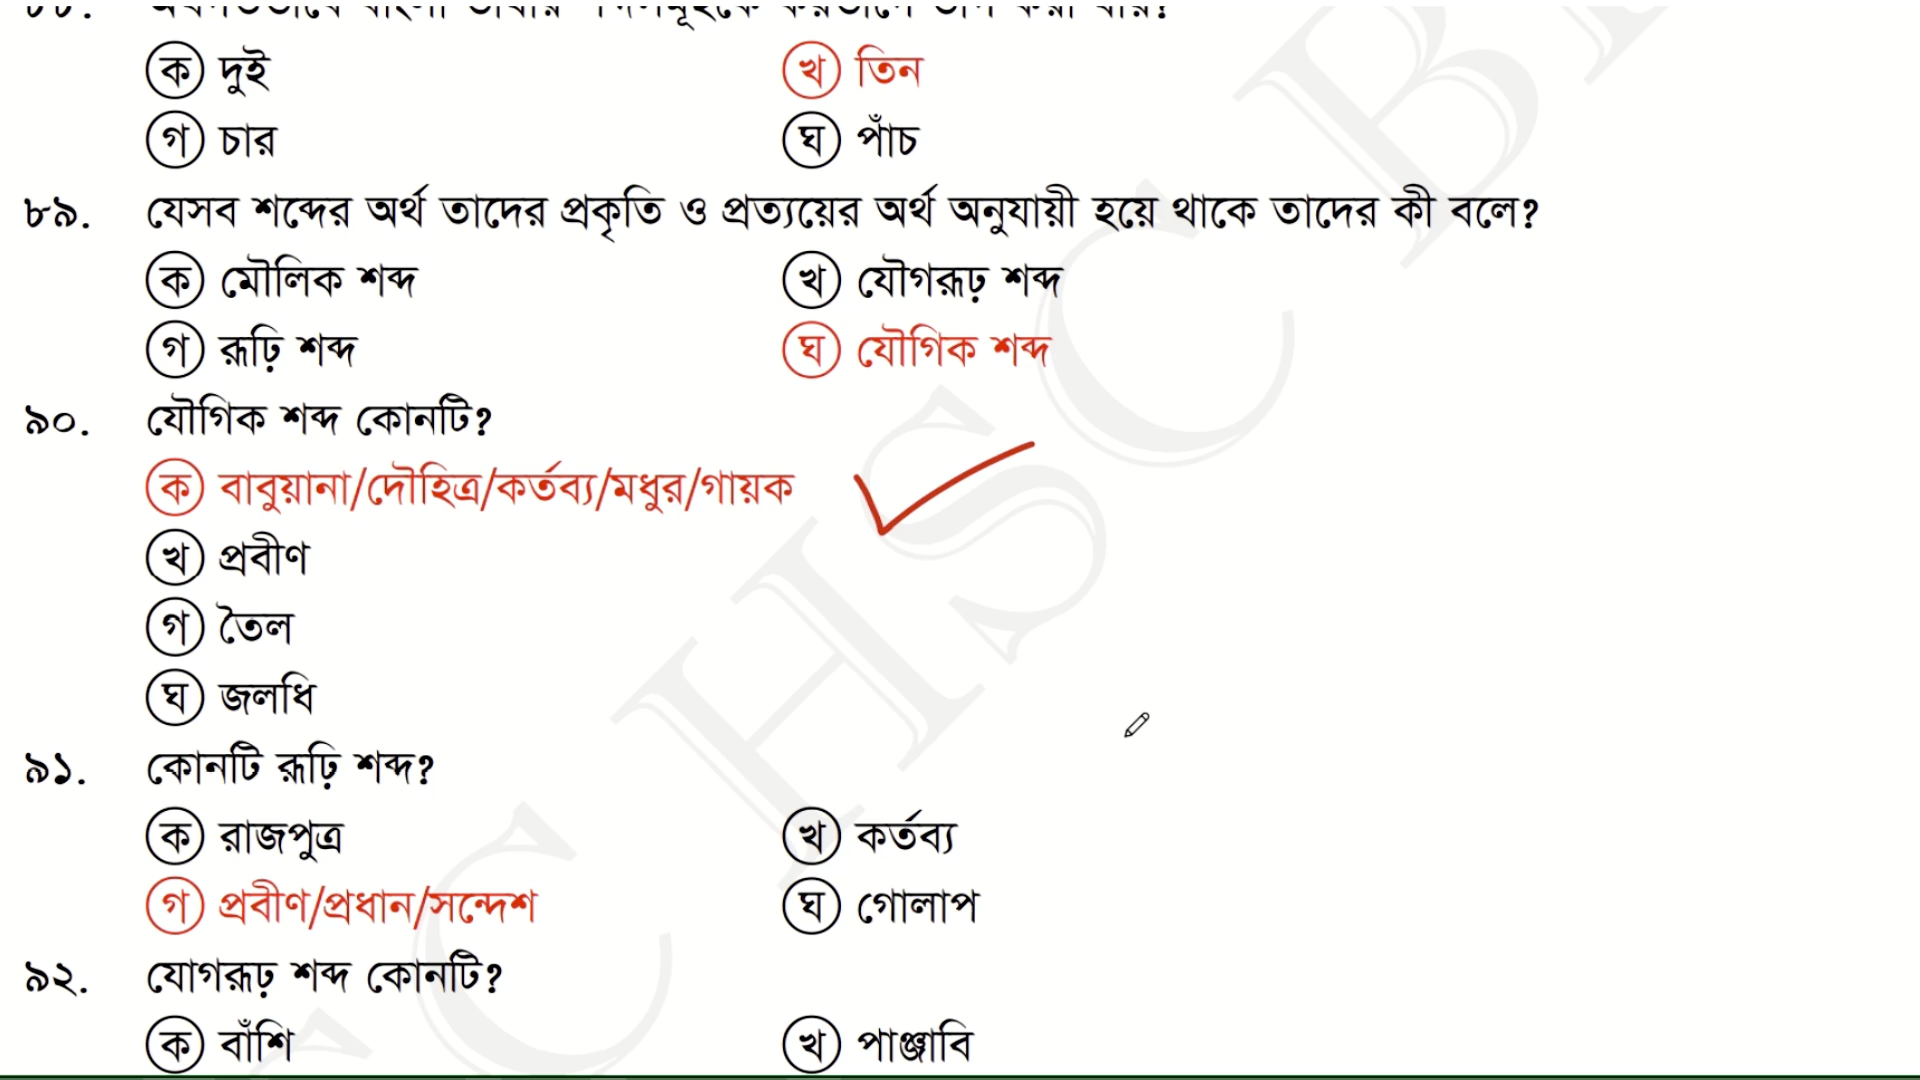 ক দুই
খ তিন
গ চার
ঘ পাঁচ
৮৯. যেসব শব্দের অর্থ তাদের প্রকৃতি ও প্রত্যয়ের অর্থ অনুযায়ী হয়ে থাকে তাদের কী বলে?
ক মৌলিক শব্দ
খ যৌগরূঢ় শব্দ
গ রূঢ়ি শব্দ
ঘ যৌগিক শব্দ
৯০. যৌগিক শব্দ কোনটি?
ক বাবুয়ানা/দৌহিত্র/কর্তব্য/মধুর/গায়ক
খ প্রবীণ
গ তৈল
ঘ জলধি
৯১. কোনটি রূঢ়ি শব্দ?
ক রাজপুত্র
খ কর্তব্য
গ প্রবীণ/প্রধান/সন্দেশ
ঘ গোলাপ
৯২. যোগরূঢ় শব্দ কোনটি?
ক বাঁশি
খ পাঞ্জাবি
HSC